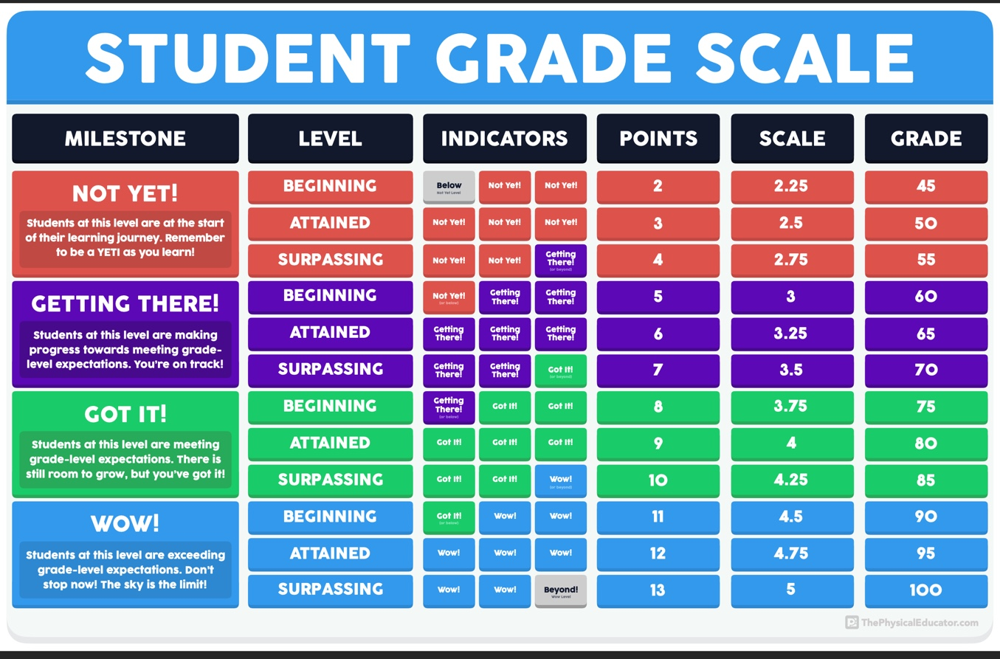 STUDENT GRADE SCALE
MILESTONE LEVEL INDICATORS POINTS SCALE GRADE
NOT YET!
Students at this level are at the start
of their learning journey. Remember
to be a YETI as you learn!
BEGINNING Below Not Yet! Not Yet! 2 2.25 45
Not Yet Level
ATTAINED Not Yet! Not Yet! Not Yet! 3 2.5 50
SURPASSING Not Yet! Not Yet! Getting There! 4 2.75 55
(or beyond)
GETTING THERE!
Students at this level are making
progress towards meeting grade-
level expectations. You're on track!
BEGINNING Not Yet! Getting There! Getting There! 5 3 60
(or below)
ATTAINED Getting There! Getting There! Getting There! 6 3.25 65
SURPASSING Getting There! Getting There! Got It! 7 3.5 70
(or beyond)
GOT IT!
Students at this level are meeting
grade-level expectations. There is
still room to grow, but you've got it!
BEGINNING Getting There! Got It! Got It! 8 3.75 75
(or below)
ATTAINED Got It! Got It! Got It! 9 4 80
SURPASSING Got It! Got It! Wow! 10 4.25 85
(or beyond)
WOW!
Students at this level are exceeding
grade-level expectations. Don't
stop now! The sky is the limit!
BEGINNING Got It! Wow! Wow! 11 4.5 90
(or below)
ATTAINED Wow! Wow! Wow! 12 4.75 95
SURPASSING Wow! Wow! Beyond! 13 5 100
Wow Level
ThePhysicalEducator.com